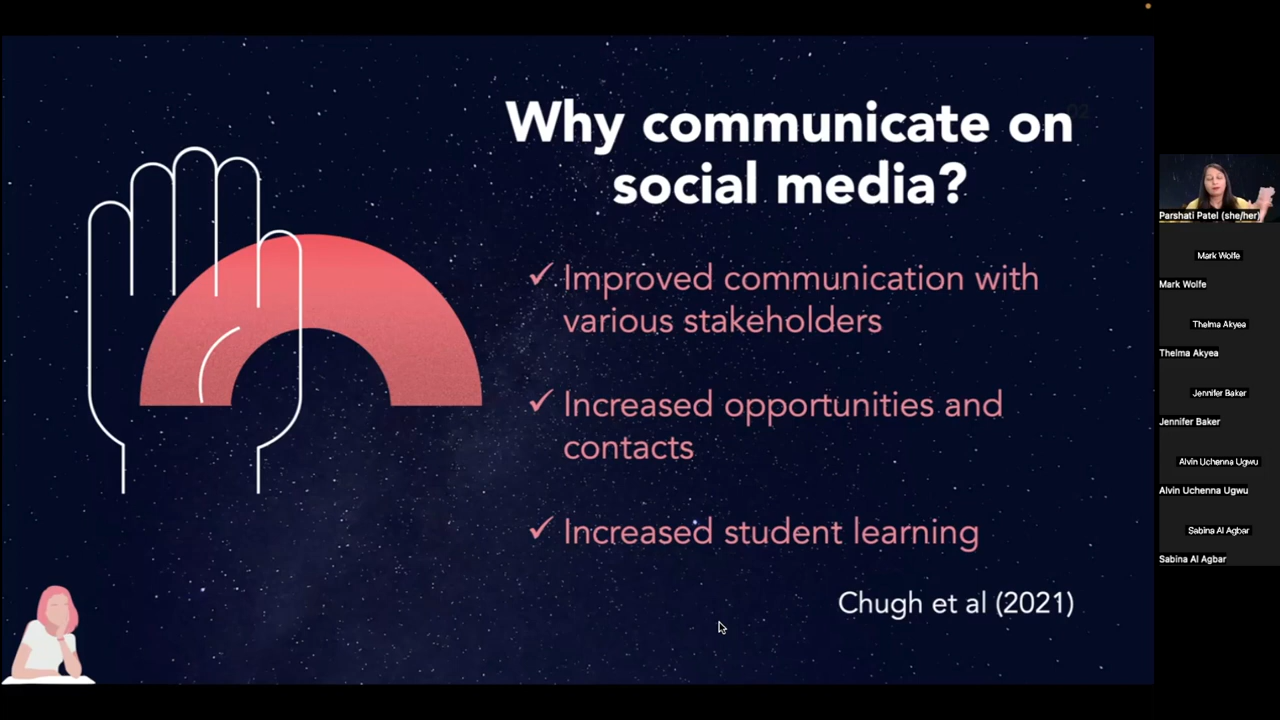 Why communicate on
social media?
02
✓ Improved communication with
various stakeholders
✓ Increased opportunities and
contacts
✓ Increased student learning
Chugh et al (2021)
Parshati Patel (she/her)
Mark Wolfe
Mark Wolfe
Thelma Akyea
Thelma Akyea
Jennifer Baker
Jennifer Baker
Alvin Uchenna Ugwu
Alvin Uchenna Ugwu
Sabina Al Agbar
Sabina Al Agbar